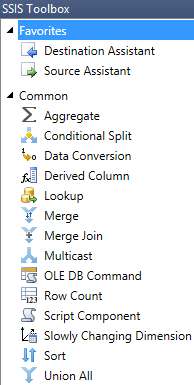 SSIS Toolbox
Favorites
Destination Assistant
Source Assistant
Common
Aggregate
Conditional Split
Data Conversion
Derived Column
Lookup
Merge
Merge Join
Multicast
OLE DB Command
Row Count
Script Component
Slowly Changing Dimension
Sort
Union All